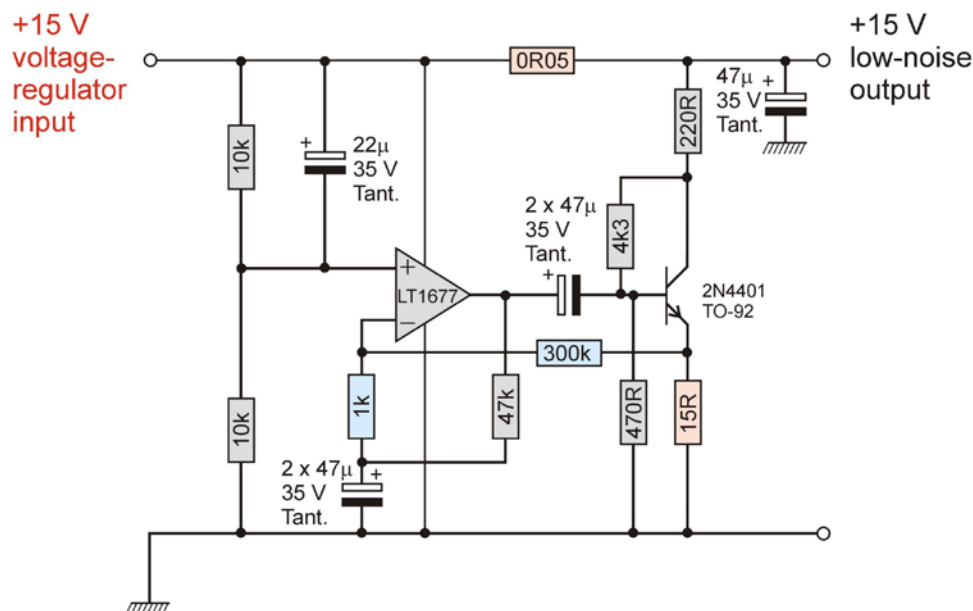 +15 V
voltage-
regulator
input
0R05
+15 V
low-noise
output
47µ
35 V
Tant.
220R
10k
22µ
35 V
Tant.
2 x 47µ
35 V
Tant.
4k3
+
LT1677
−
2N4401
TO-92
300k
10k
1k
47k
470R
15R
2 x 47µ
35 V
Tant.